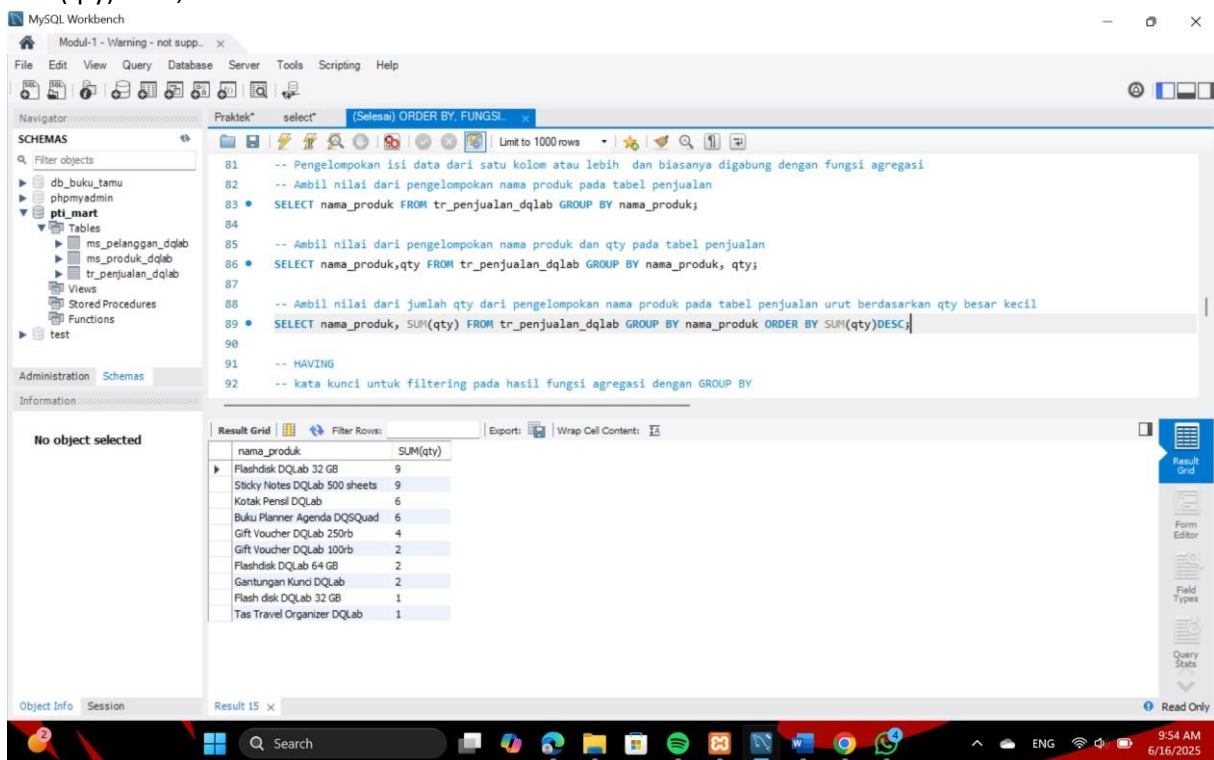 MySQL Workbench
Modul-1 - Warning - not supp..
File Edit View Query Database Server Tools Scripting Help
Navigator
Praktek* select* (Selesai) ORDER BY, FUNGSI...
SCHEMAS
Filter objects
db_buku_tamu
phpmyadmin
pti_mart
Tables
ms_pelanggan_dqlab
ms_produk_dqlab
tr_penjualan_dqlab
Views
Stored Procedures
Functions
test
Administration Schemas
Information
No object selected
Object Info Session
Limit to 1000 rows
81 -- Pengelompokan isi data dari satu kolom atau lebih dan biasanya digabung dengan fungsi agregasi
82 -- Ambil nilai dari pengelompokan nama produk pada tabel penjualan
83 SELECT nama_produk FROM tr_penjualan_dqlab GROUP BY nama_produk;
84
85 -- Ambil nilai dari pengelompokan nama produk dan qty pada tabel penjualan
86 SELECT nama_produk,qty FROM tr_penjualan_dqlab GROUP BY nama_produk, qty;
87
88 -- Ambil nilai dari jumlah qty dari pengelompokan nama produk pada tabel penjualan urut berdasarkan qty besar kecil
89 SELECT nama_produk, SUM(qty) FROM tr_penjualan_dqlab GROUP BY nama_produk ORDER BY SUM(qty)DESC;
90
91 -- HAVING
92 -- kata kunci untuk filtering pada hasil fungsi agregasi dengan GROUP BY
Result Grid Filter Rows: Export: Wrap Cell Content:
nama_produk SUM(qty)
Flashdisk DQLab 32 GB 9
Sticky Notes DQLab 500 sheets 9
Kotak Pensil DQLab 6
Buku Planner Agenda DQSQuad 6
Gift Voucher DQLab 250rb 4
Gift Voucher DQLab 100rb 2
Flashdisk DQLab 64 GB 2
Gantungan Kunci DQLab 2
Flash disk DQLab 32 GB 1
Tas Travel Organizer DQLab 1
Result Grid
Form Editor
Field Types
Query Stats
Result 15
Read Only
2
Search
4
ENG
9:54 AM
6/16/2025